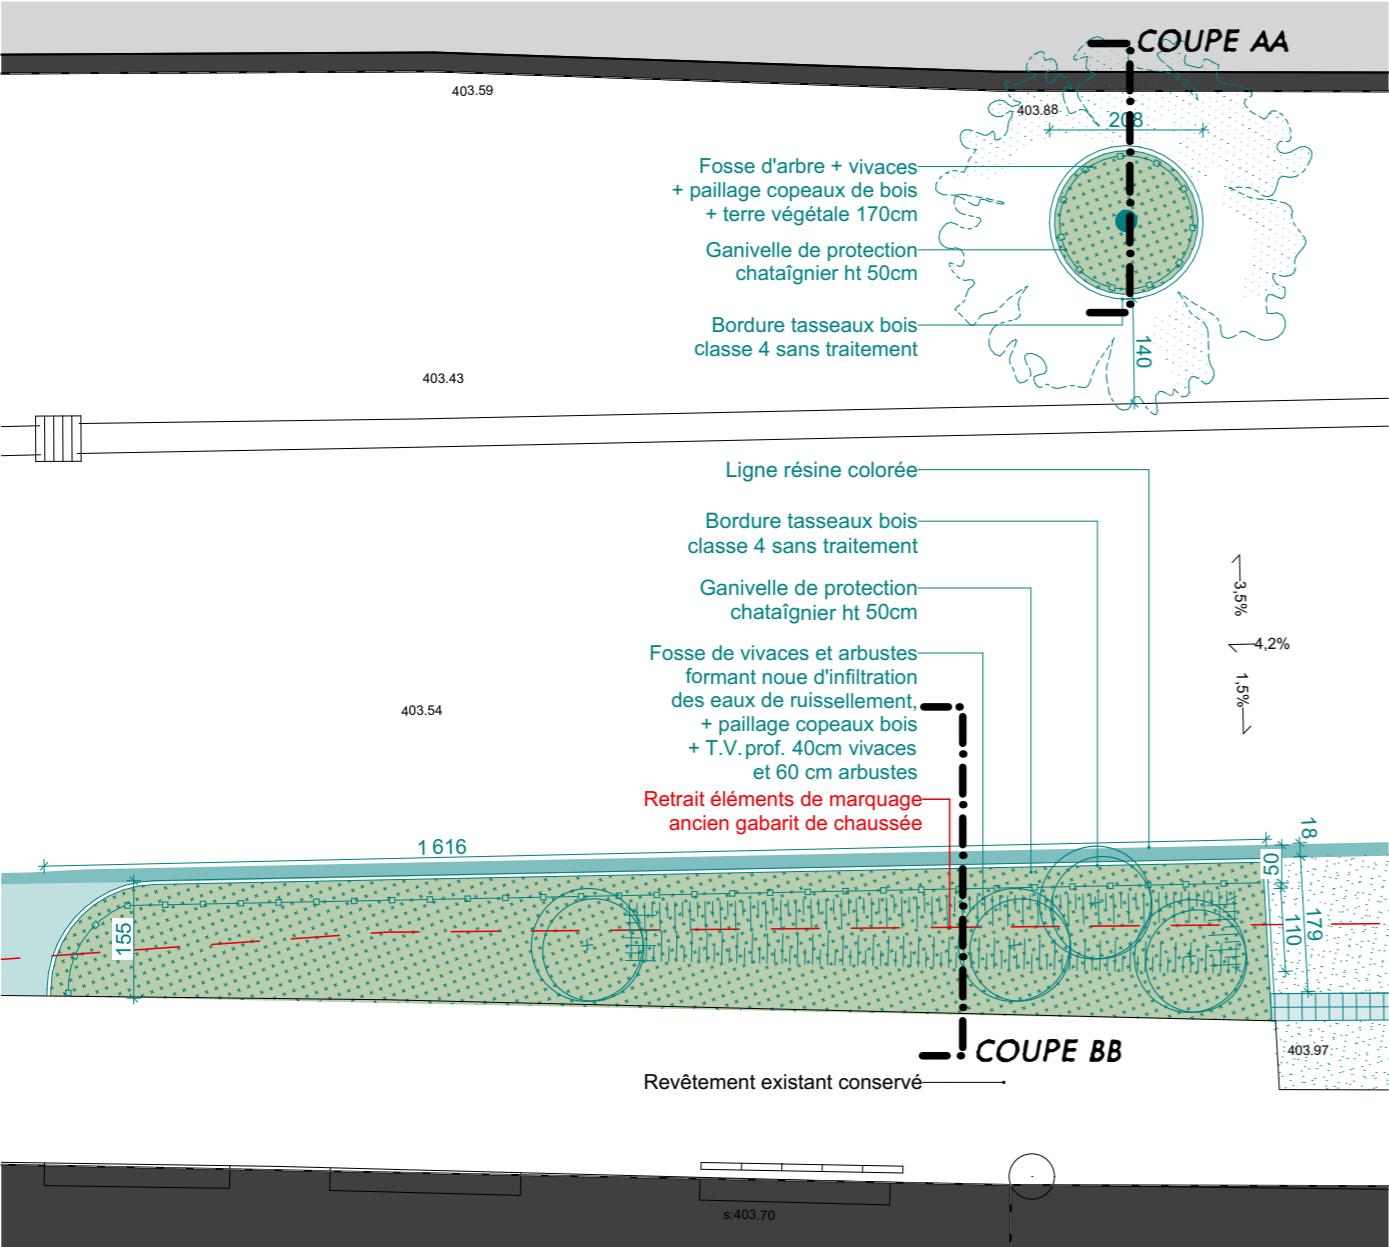 COUPE AA
403.59
403.88
208
Fosse d'arbre + vivaces
+ paillage copeaux de bois
+ terre végétale 170cm
Ganivelle de protection
chataîgnier ht 50cm
Bordure tasseaux bois
classe 4 sans traitement
140
403.43
Ligne résine colorée
Bordure tasseaux bois
classe 4 sans traitement
Ganivelle de protection
chataîgnier ht 50cm
3,5%
4,2%
1,5%
Fosse de vivaces et arbustes
formant noue d'infiltration
des eaux de ruissellement,
+ paillage copeaux bois
+ T.V. prof. 40cm vivaces
et 60 cm arbustes
403.54
Retrait éléments de marquage
ancien gabarit de chaussée
1 616
18
50
179
110
155
COUPE BB
403.97
Revêtement existant conservé
s:403.70